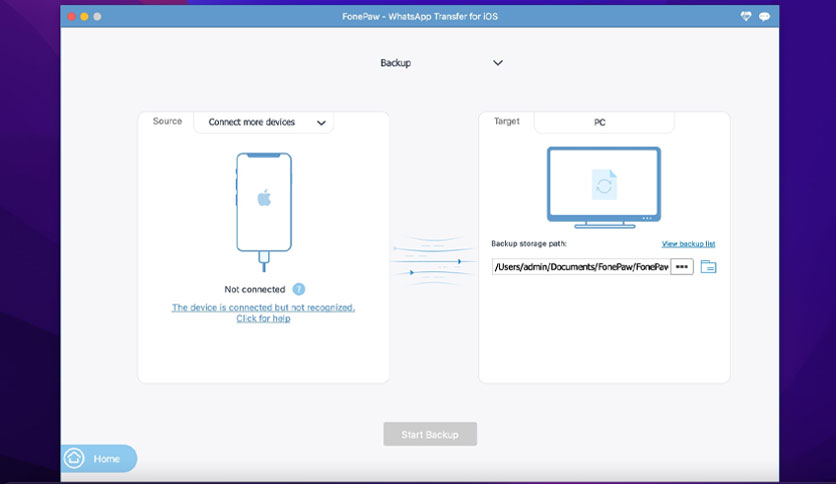 FonePaw - WhatsApp Transfer for iOS
Backup
Source
Connect more devices
Target
PC
Not connected ?
The device is connected but not recognized.
Click for help
Backup storage path:
View backup list
/Users/admin/Documents/FonePaw/FonePaw
Start Backup
Home